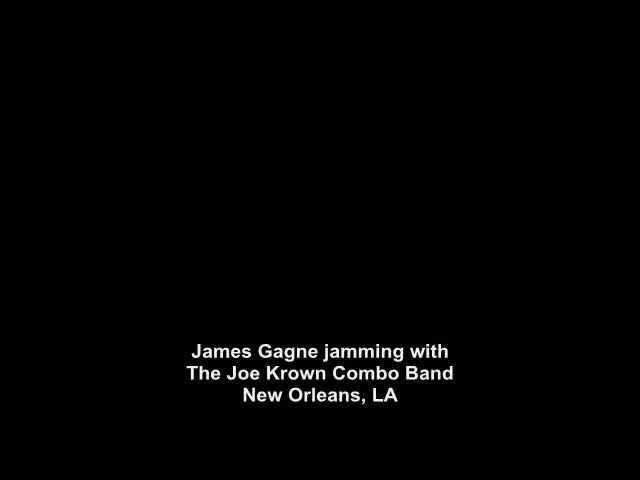 James Gagne jamming with
The Joe Krown Combo Band
New Orleans, LA